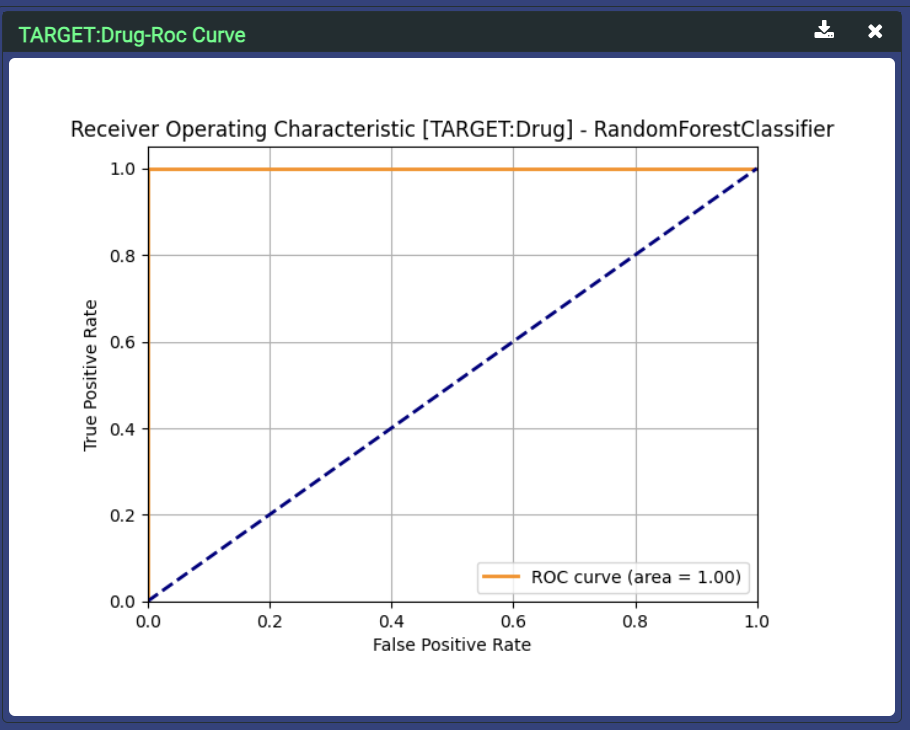 TARGET:Drug-Roc Curve
Receiver Operating Characteristic [TARGET:Drug] - RandomForestClassifier
1.0
0.8
0.6
0.4
0.2
0.0
True Positive Rate
ROC curve (area = 1.00)
0.0 0.2 0.4 0.6 0.8 1.0
False Positive Rate